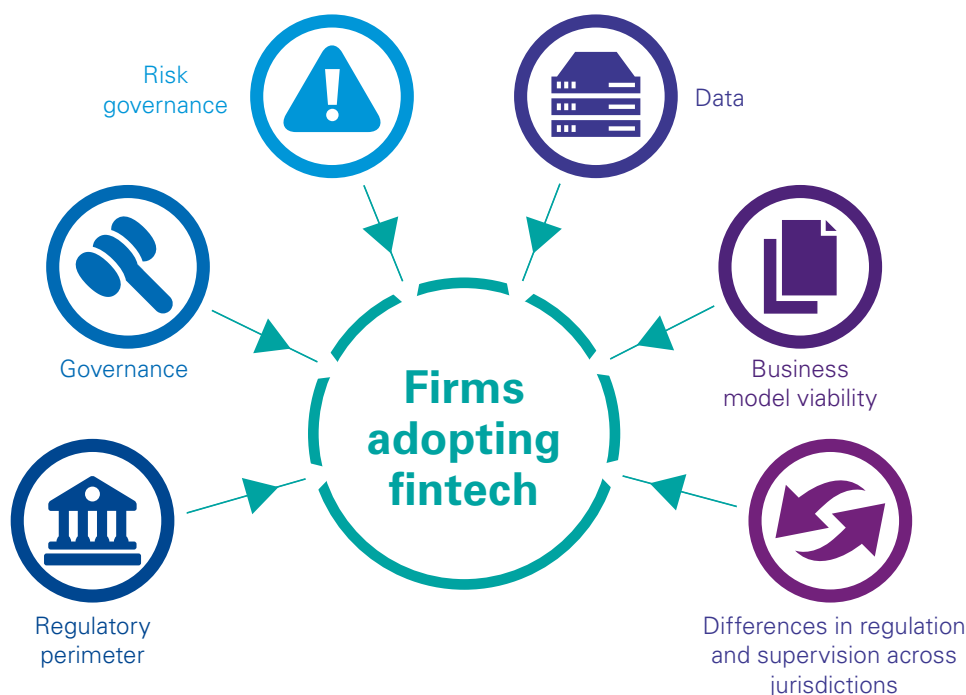 Risk
governance
Data
Governance
Business
model viability
Firms
adopting
fintech
Regulatory
perimeter
Differences in regulation
and supervision across
jurisdictions